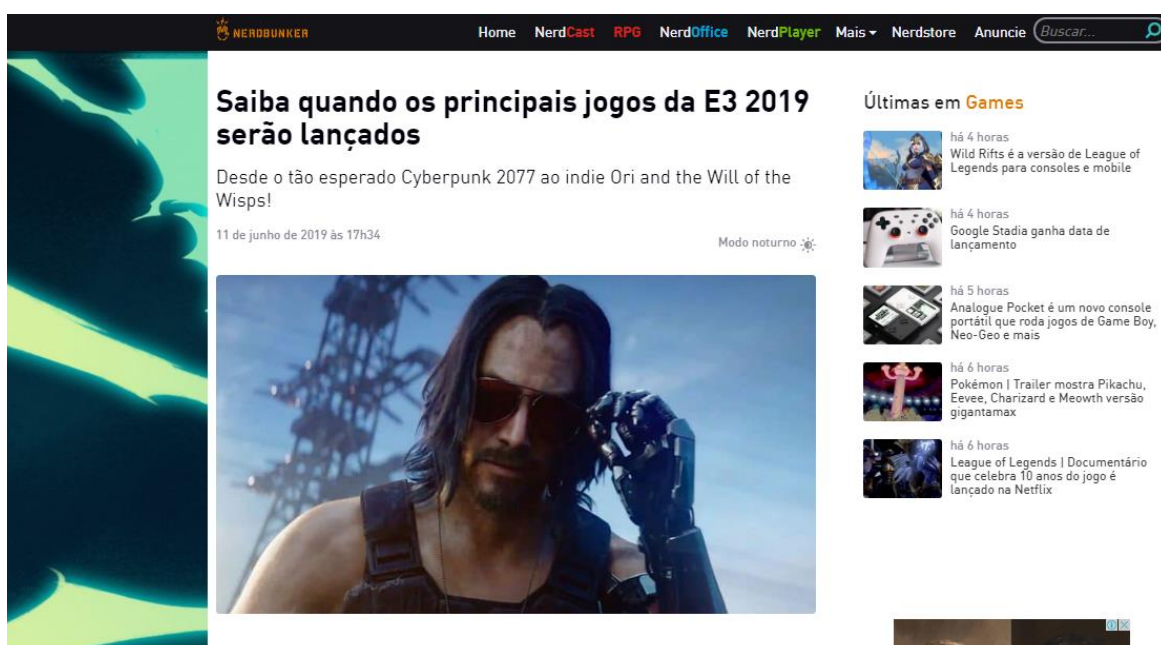 NERDBUNKER
Home NerdCast RPG NerdOffice NerdPlayer Mais Nerdstore Anuncie Buscar...
Saiba quando os principais jogos da E3 2019
serão lançados
Desde o tão esperado Cyberpunk 2077 ao indie Ori and the Will of the
Wisps!
11 de junho de 2019 às 17h34
Modo noturno
Últimas em Games
há 4 horas
Wild Rifts é a versão de League of
Legends para consoles e mobile
há 4 horas
Google Stadia ganha data de
lançamento
há 5 horas
Analogue Pocket é um novo console
portátil que roda jogos de Game Boy,
Neo-Geo e mais
há 6 horas
Pokémon | Trailer mostra Pikachu,
Eevee, Charizard e Meowth versão
gigantamax
há 6 horas
League of Legends | Documentário
que celebra 10 anos do jogo é
lançado na Netflix